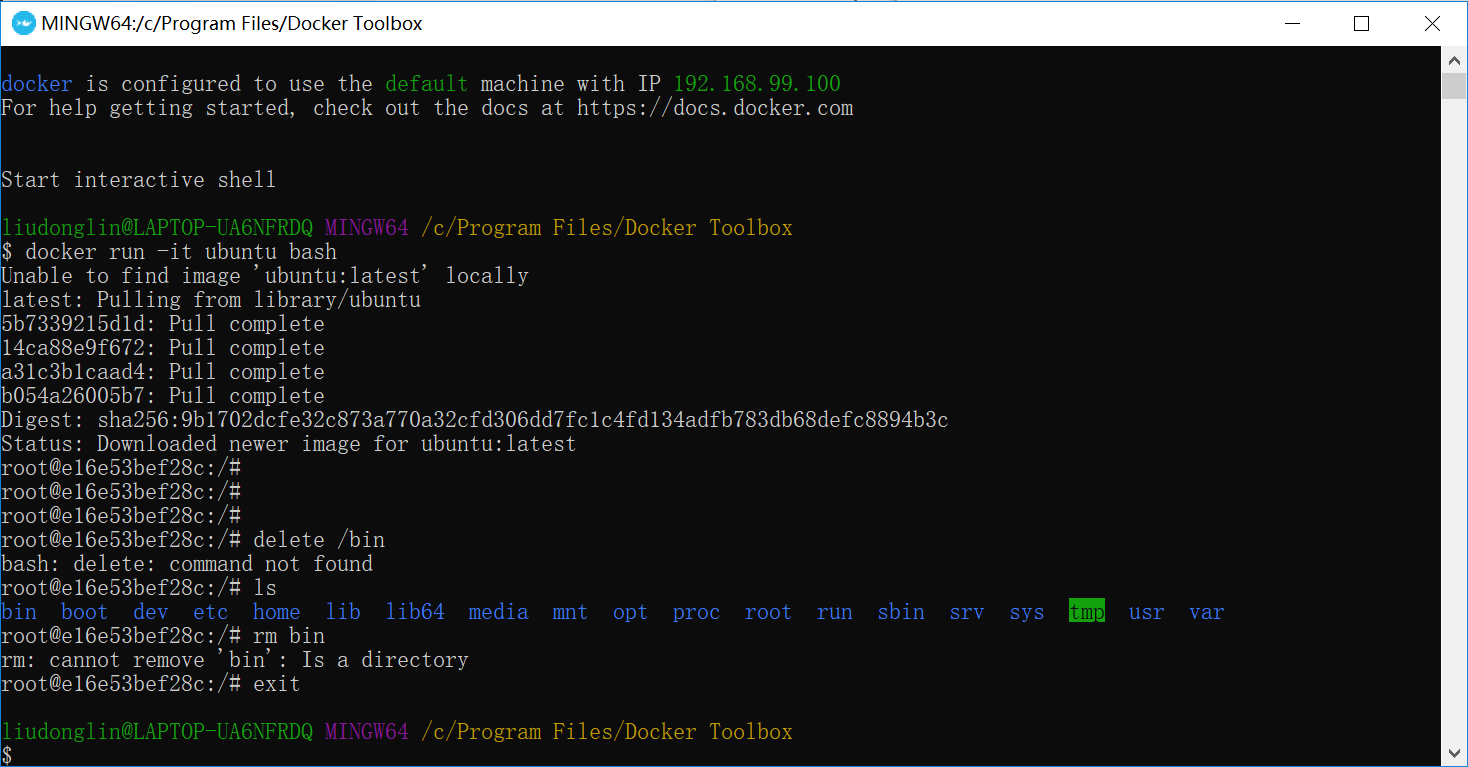 MINGW64:/c/Program Files/Docker Toolbox
docker is configured to use the default machine with IP 192.168.99.100
For help getting started, check out the docs at https://docs.docker.com
Start interactive shell
liudonglin@LAPTOP-UA6NFRDQ MINGW64 /c/Program Files/Docker Toolbox
$ docker run -it ubuntu bash
Unable to find image 'ubuntu:latest' locally
latest: Pulling from library/ubuntu
5b7339215d1d: Pull complete
14ca88e9f672: Pull complete
a31c3b1caad4: Pull complete
b054a26005b7: Pull complete
Digest: sha256:9b1702dcfe32c873a770a32cfd306dd7fc1c4fd134adfb783db68defc8894b3c
Status: Downloaded newer image for ubuntu:latest
root@e16e53bef28c:/#
root@e16e53bef28c:/#
root@e16e53bef28c:/#
root@e16e53bef28c:/# delete /bin
bash: delete: command not found
root@e16e53bef28c:/# ls
bin boot dev etc home lib lib64 media mnt opt proc root run sbin srv sys tmp usr var
root@e16e53bef28c:/# rm bin
rm: cannot remove 'bin': Is a directory
root@e16e53bef28c:/# exit
liudonglin@LAPTOP-UA6NFRDQ MINGW64 /c/Program Files/Docker Toolbox
$